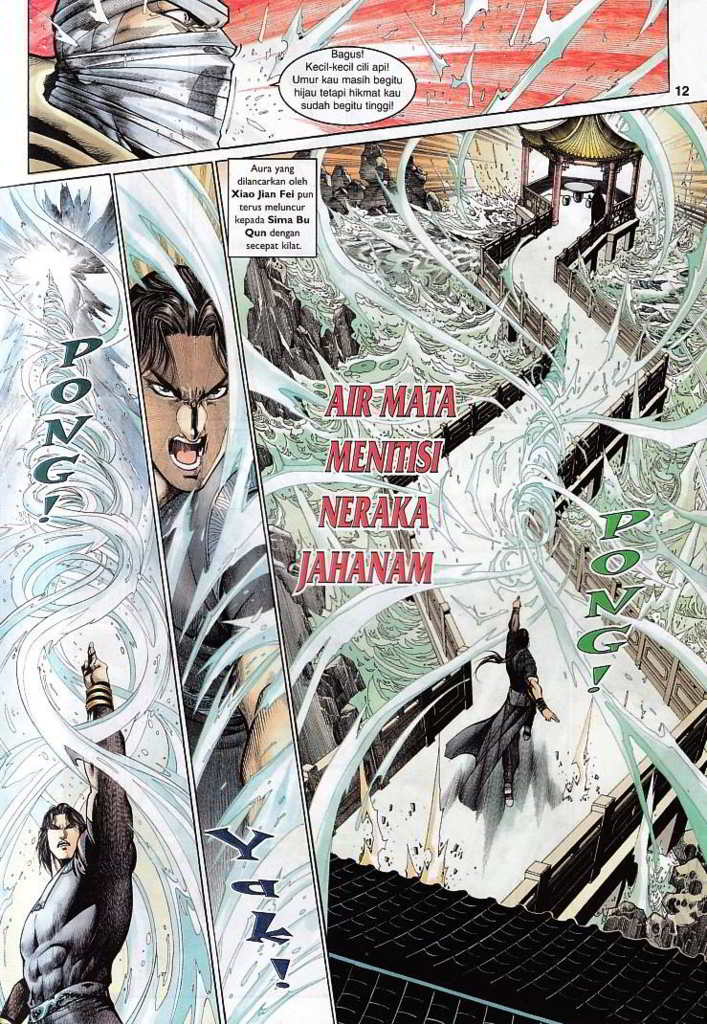 Bagus!
Kecil-kecil cili api!
Umur kau masih begitu
hijau tetapi hikmat kau
sudah begitu tinggi!
12
Aura yang
dilancarkan oleh
Xiao Jian Fei pun
terus meluncur
kepada Sima Bu
Qun dengan
secepat kilat.
PONG!
AIR MATA
MENITISI
NERAKA
JAHANAM
PONG!
Yak!